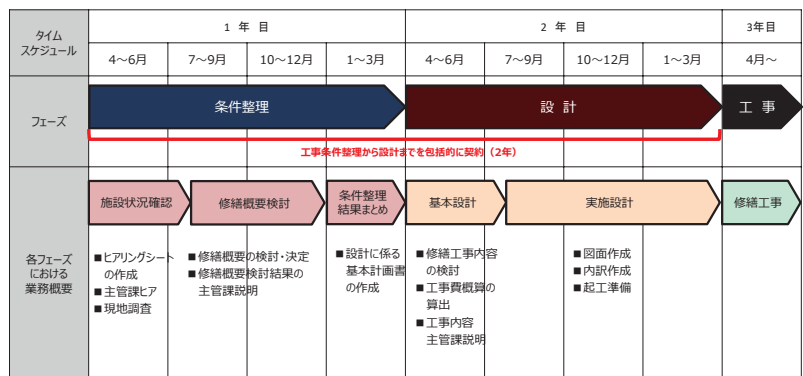 タイム
スケジュール
1 年 目
2 年 目
3年目
4～6月
7～9月
10～12月
1～3月
4～6月
7～9月
10～12月
1～3月
4月～
フェーズ
条件整理
設 計
工 事
工事条件整理から設計までを包括的に契約（2年）
各フェーズ
における
業務概要
施設状況確認
修繕概要検討
条件整理
結果まとめ
基本設計
実施設計
修繕工事
■ヒアリングシート
の作成
■主管課ヒア
■現地調査
■修繕概要の検討・決定
■修繕概要検討結果の
主管課説明
■設計に係る
基本計画書
の作成
■修繕工事内容
の検討
■工事費概算の
算出
■工事内容
主管課説明
■図面作成
■内訳作成
■起工準備